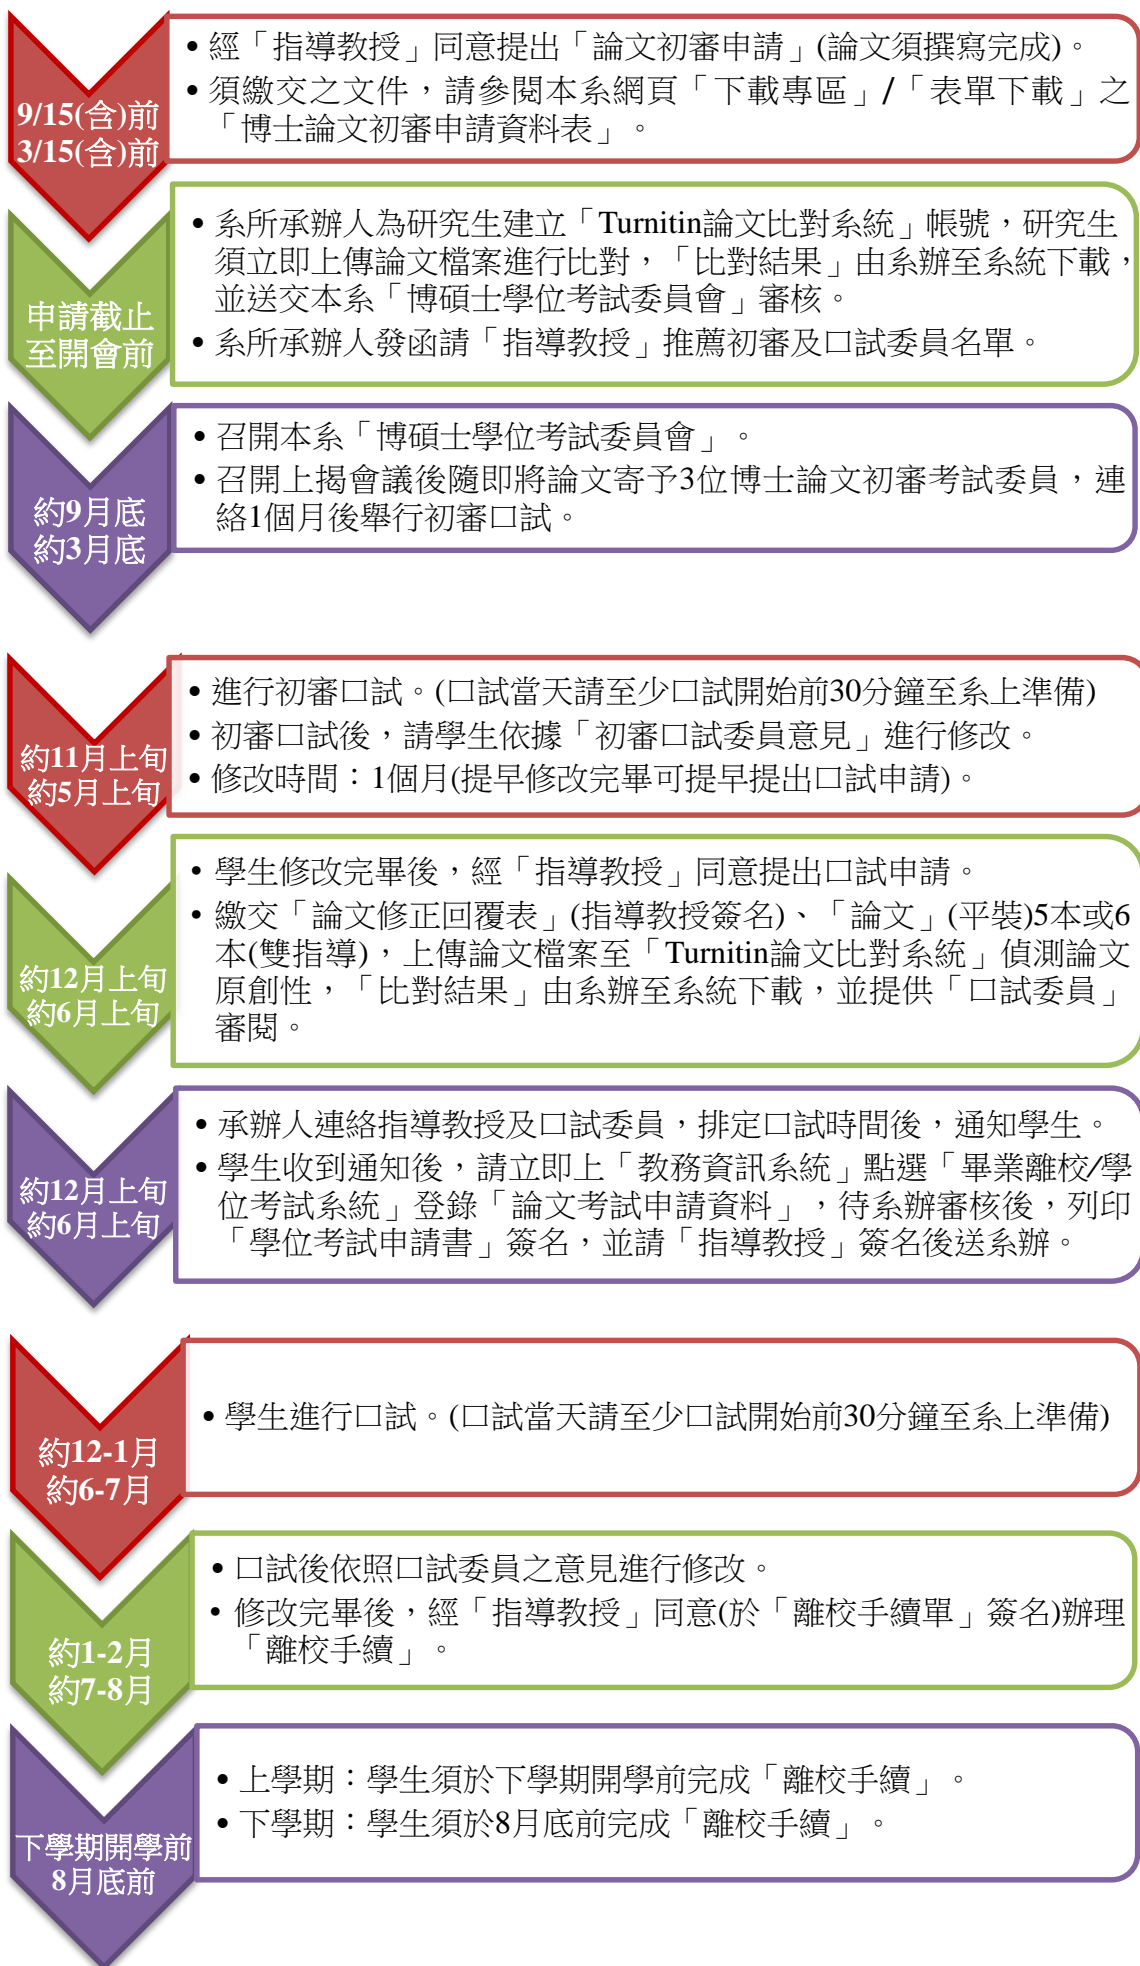 9/15(含)前
3/15(含)前
• 經「指導教授」同意提出「論文初審申請」(論文須撰寫完成)。
• 須繳交之文件，請參閱本系網頁「下載專區」/「表單下載」之
「博士論文初審申請資料表」。
申請截止
至開會前
• 系所承辦人為研究生建立「Turnitin論文比對系統」帳號，研究生
須立即上傳論文檔案進行比對，「比對結果」由系辦至系統下載，
並送交本系「博碩士學位考試委員會」審核。
• 系所承辦人發函請「指導教授」推薦初審及口試委員名單。
約9月底
約3月底
• 召開本系「博碩士學位考試委員會」。
• 召開上揭會議後隨即將論文寄予3位博士論文初審考試委員，連
絡1個月後舉行初審口試。
約11月上旬
約5月上旬
• 進行初審口試。(口試當天請至少口試開始前30分鐘至系上準備)
• 初審口試後，請學生依據「初審口試委員意見」進行修改。
• 修改時間：1個月(提早修改完畢可提早提出口試申請)。
約12月上旬
約6月上旬
• 學生修改完畢後，經「指導教授」同意提出口試申請。
• 繳交「論文修正回覆表」(指導教授簽名)、「論文」(平裝)5本或6
本(雙指導)，上傳論文檔案至「Turnitin論文比對系統」偵測論文
原創性，「比對結果」由系辦至系統下載，並提供「口試委員」
審閱。
約12月上旬
約6月上旬
• 承辦人連絡指導教授及口試委員，排定口試時間後，通知學生。
• 學生收到通知後，請立即上「教務資訊系統」點選「畢業離校/學
位考試系統」登錄「論文考試申請資料」，待系辦審核後，列印
「學位考試申請書」簽名，並請「指導教授」簽名後送系辦。
約12-1月
約6-7月
• 學生進行口試。(口試當天請至少口試開始前30分鐘至系上準備)
約1-2月
約7-8月
• 口試後依照口試委員之意見進行修改。
• 修改完畢後，經「指導教授」同意(於「離校手續單」簽名)辦理
「離校手續」。
下學期開學前
8月底前
• 上學期：學生須於下學期開學前完成「離校手續」。
• 下學期：學生須於8月底前完成「離校手續」。